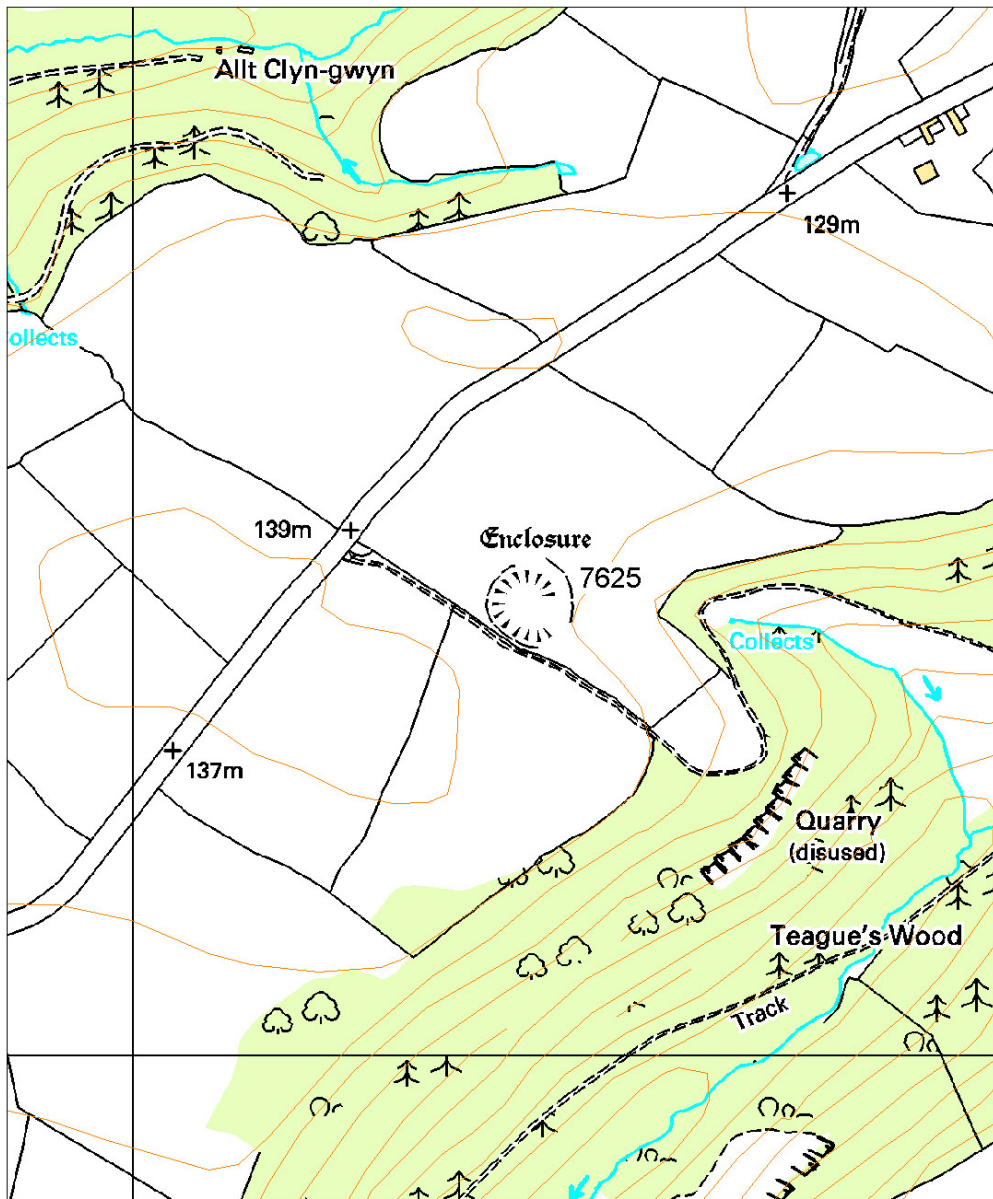 Allt Clyn-gwyn
129m
ollects
139m
Enclosure
7625
Collects
137m
Quarry
(disused)
Teague's Wood
Track